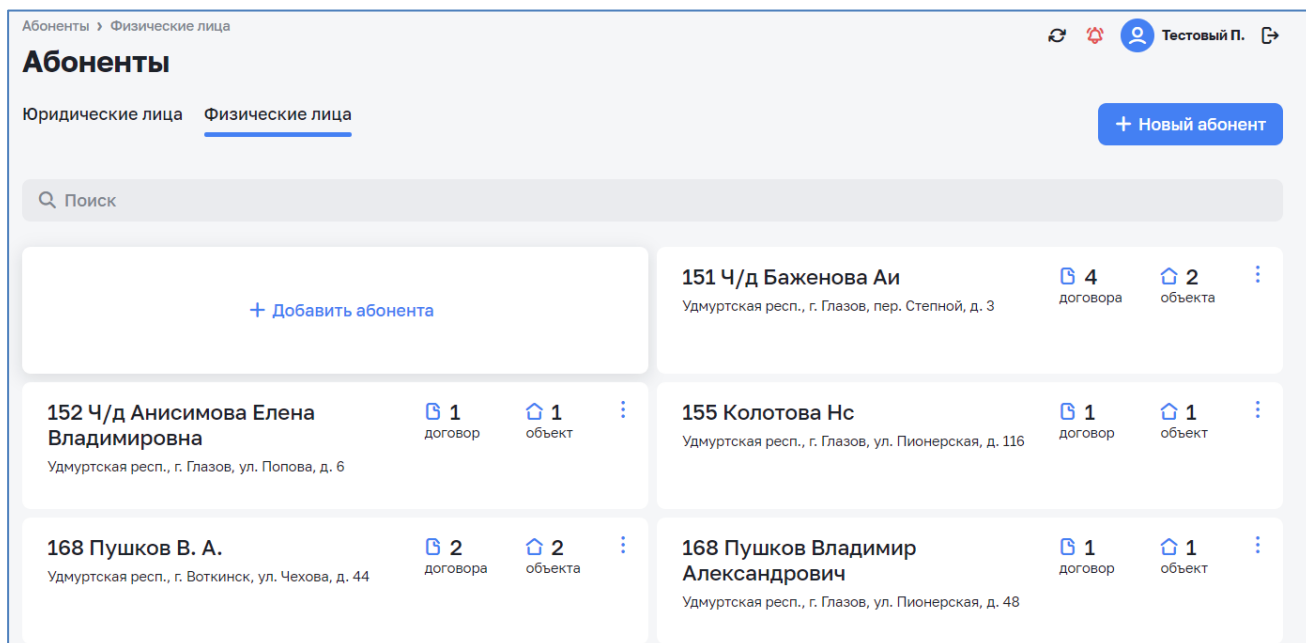 Абоненты › Физические лица
Тестовый П.
Абоненты
Юридические лица Физические лица
+ Новый абонент
Поиск
+ Добавить абонента
151 Ч/д Баженова Аи
Удмуртская респ., г. Глазов, пер. Степной, д. 3
4
договора
2
объекта
152 Ч/д Анисимова Елена
Владимировна
Удмуртская респ., г. Глазов, ул. Попова, д. 6
1
договор
1
объект
155 Колотова Нс
Удмуртская респ., г. Глазов, ул. Пионерская, д. 116
1
договор
1
объект
168 Пушков В. А.
Удмуртская респ., г. Воткинск, ул. Чехова, д. 44
2
договора
2
объекта
168 Пушков Владимир
Александрович
Удмуртская респ., г. Глазов, ул. Пионерская, д. 48
1
договор
1
объект